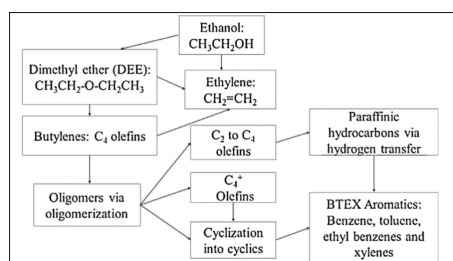 Ethanol:
CH₃CH₂OH
Dimethyl ether (DEE):
CH₃CH₂-O-CH₂CH₃
Ethylene:
CH₂=CH₂
Butylenes: C₄ olefins
C₂ to C₄
olefins
Paraffinic
hydrocarbons via
hydrogen transfer
Oligomers via
oligomerization
C₄⁺
Olefins
Cyclization
into cyclics
BTEX Aromatics:
Benzene, toluene,
ethyl benzenes and
xylenes